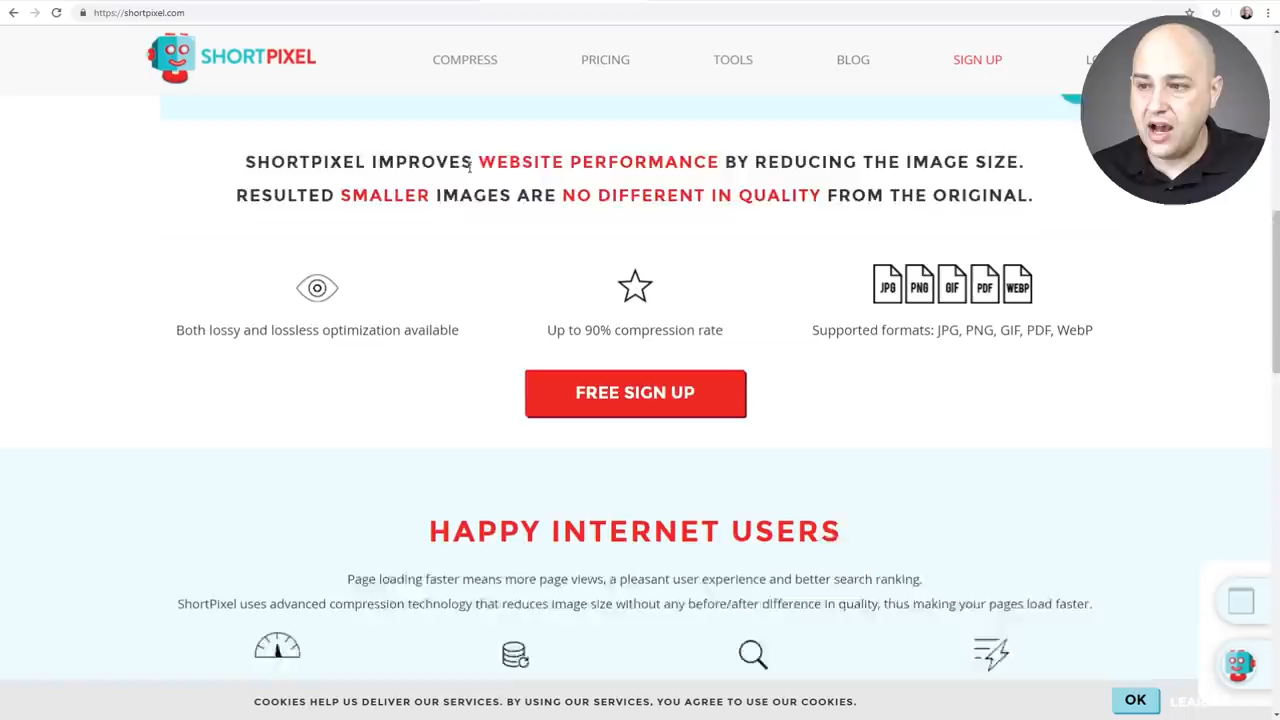 https://shortpixel.com
SHORTPIXEL
COMPRESS
PRICING
TOOLS
BLOG
SIGN UP
SHORTPIXEL IMPROVES WEBSITE PERFORMANCE BY REDUCING THE IMAGE SIZE.
RESULTED SMALLER IMAGES ARE NO DIFFERENT IN QUALITY FROM THE ORIGINAL.
JPG PNG GIF PDF WEBP
Both lossy and lossless optimization available
Up to 90% compression rate
Supported formats: JPG, PNG, GIF, PDF, WebP
FREE SIGN UP
HAPPY INTERNET USERS
Page loading faster means more page views, a pleasant user experience and better search ranking.
ShortPixel uses advanced compression technology that reduces image size without any before/after difference in quality, thus making your pages load faster.
COOKIES HELP US DELIVER OUR SERVICES. BY USING OUR SERVICES, YOU AGREE TO USE OUR COOKIES.
OK